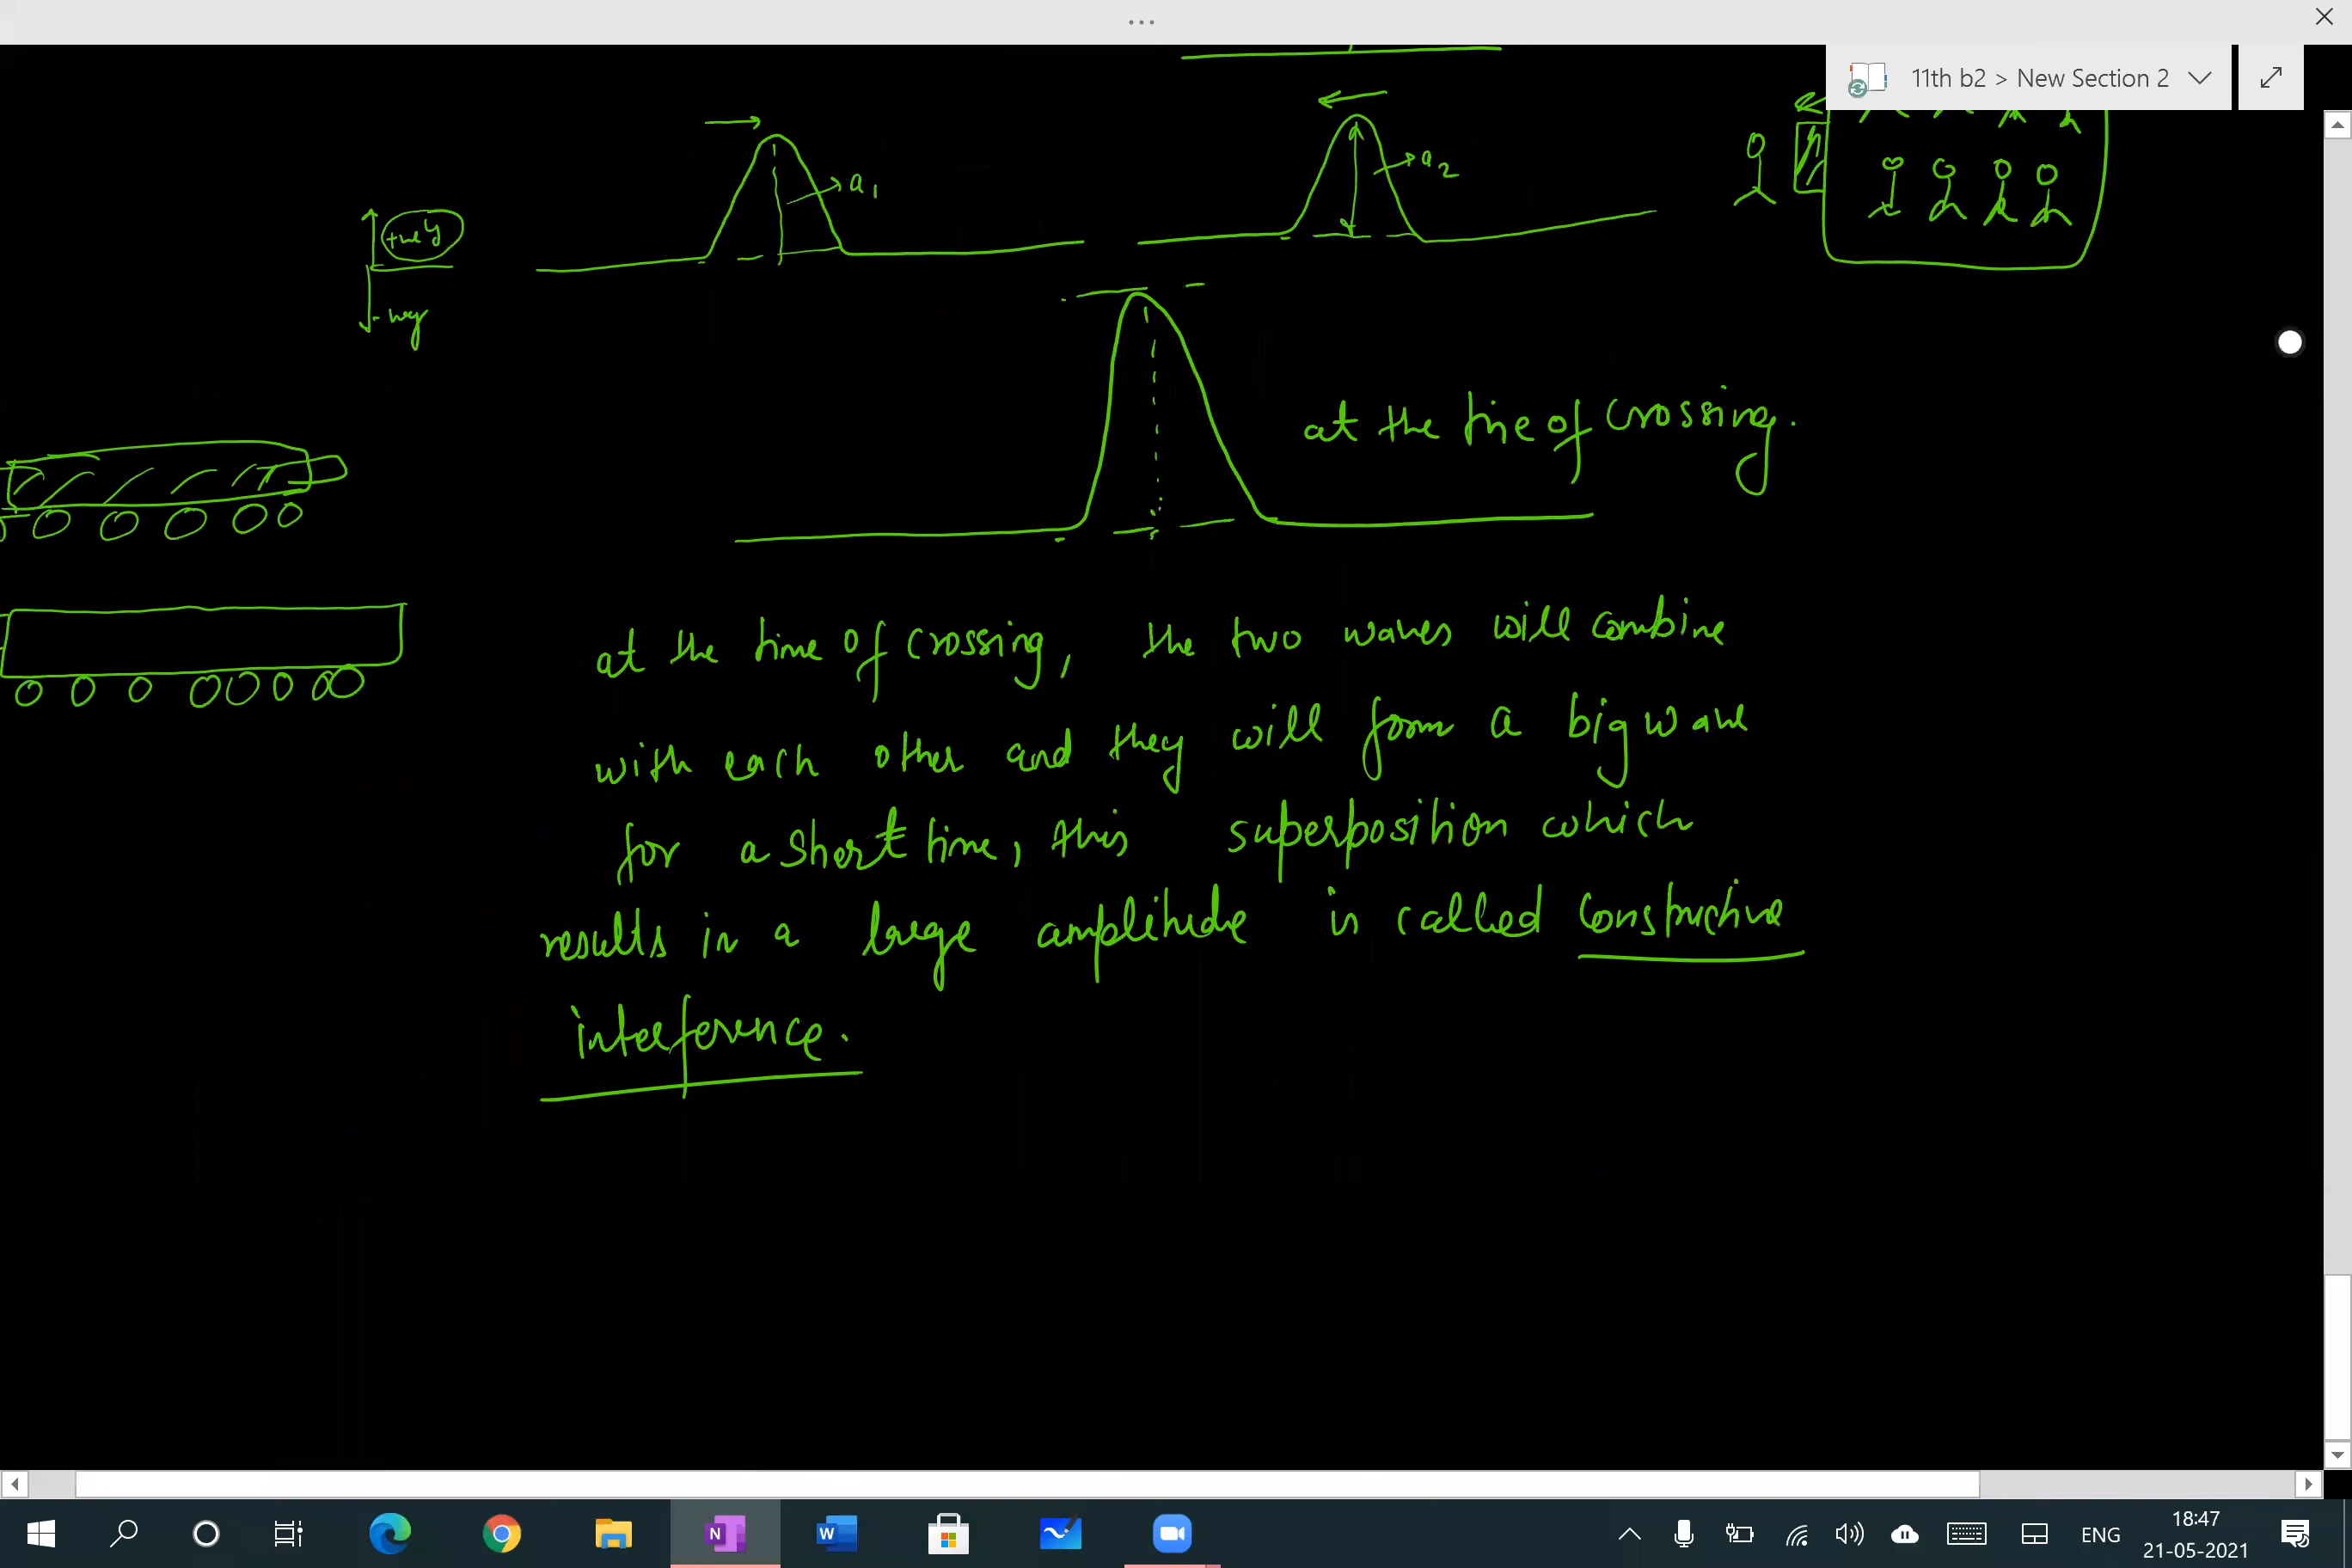 11th b2 > New Section 2
a1
a2
+ve y
-ve y
at the time of crossing.
at the time of crossing, the two waves will combine
with each other and they will form a big wave
for a short time, this superposition which
results in a large amplitude is called constructive
interference.
N
W
ENG
18:47
21-05-2021